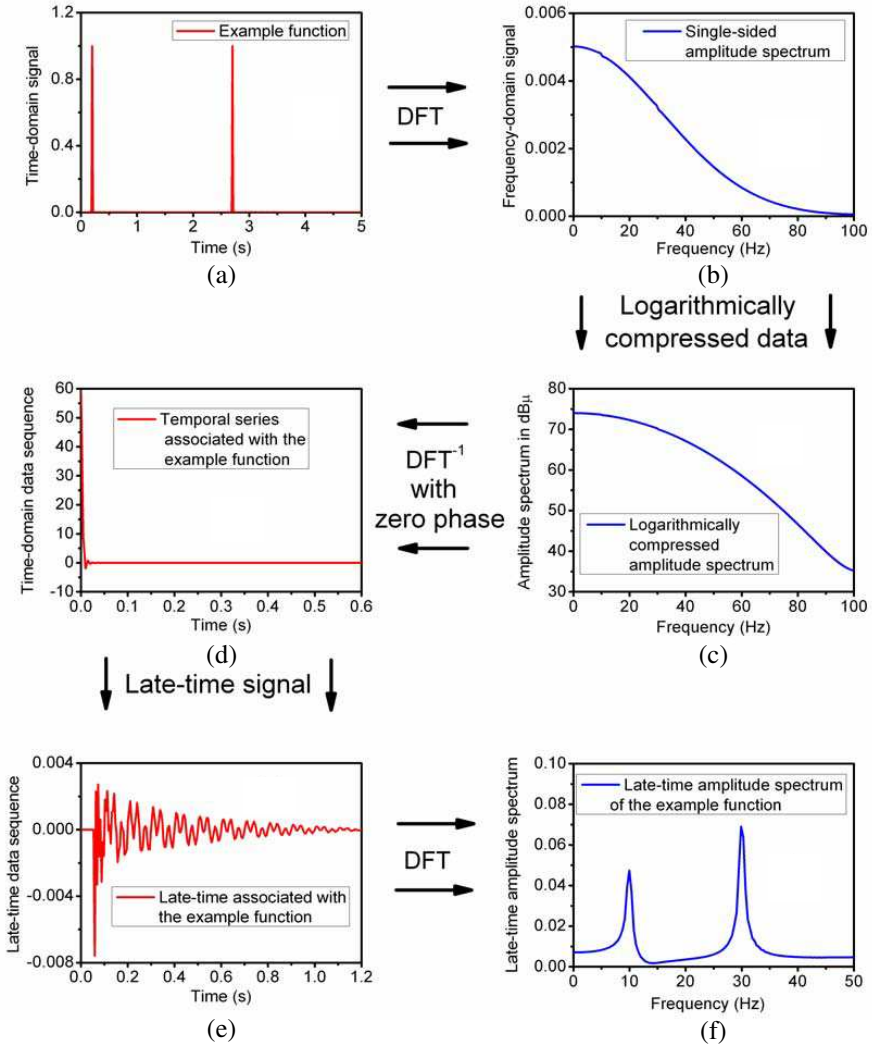 1.2
0.8
0.4
0.0
Time-domain signal
Example function
0 1 2 3 4 5
Time (s)
(a)
DFT
0.006
0.004
0.002
0.000
Frequency-domain signal
Single-sided
amplitude spectrum
0 20 40 60 80 100
Frequency (Hz)
(b)
Logarithmically
compressed data
60
50
40
30
20
10
0
-10
Time-domain data sequence
Temporal series
associated with the
example function
0.0 0.1 0.2 0.3 0.4 0.5 0.6
Time (s)
(d)
DFT-1
with
zero phase
80
70
60
50
40
30
Amplitude spectrum in dBμ
Logarithmically
compressed
amplitude spectrum
0 20 40 60 80 100
Frequency (Hz)
(c)
Late-time signal
0.004
0.000
-0.004
-0.008
Late-time data sequence
Late-time associated with
the example function
0.0 0.2 0.4 0.6 0.8 1.0 1.2
Time (s)
(e)
DFT
0.10
0.08
0.06
0.04
0.02
0.00
Late-time amplitude spectrum
Late-time amplitude spectrum
of the example function
0 10 20 30 40 50
Frequency (Hz)
(f)